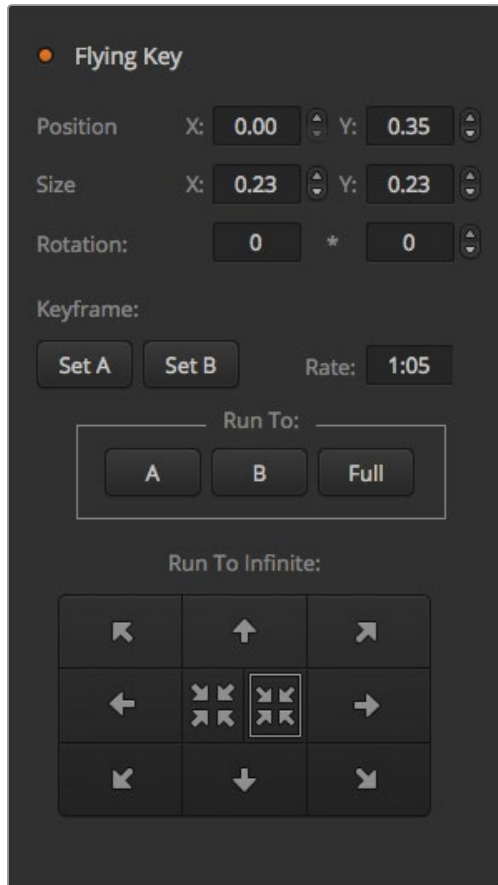 Flying Key
Position X: 0.00 Y: 0.35
Size X: 0.23 Y: 0.23
Rotation: 0 * 0
Keyframe:
Set A Set B Rate: 1:05
Run To:
A B Full
Run To Infinite: